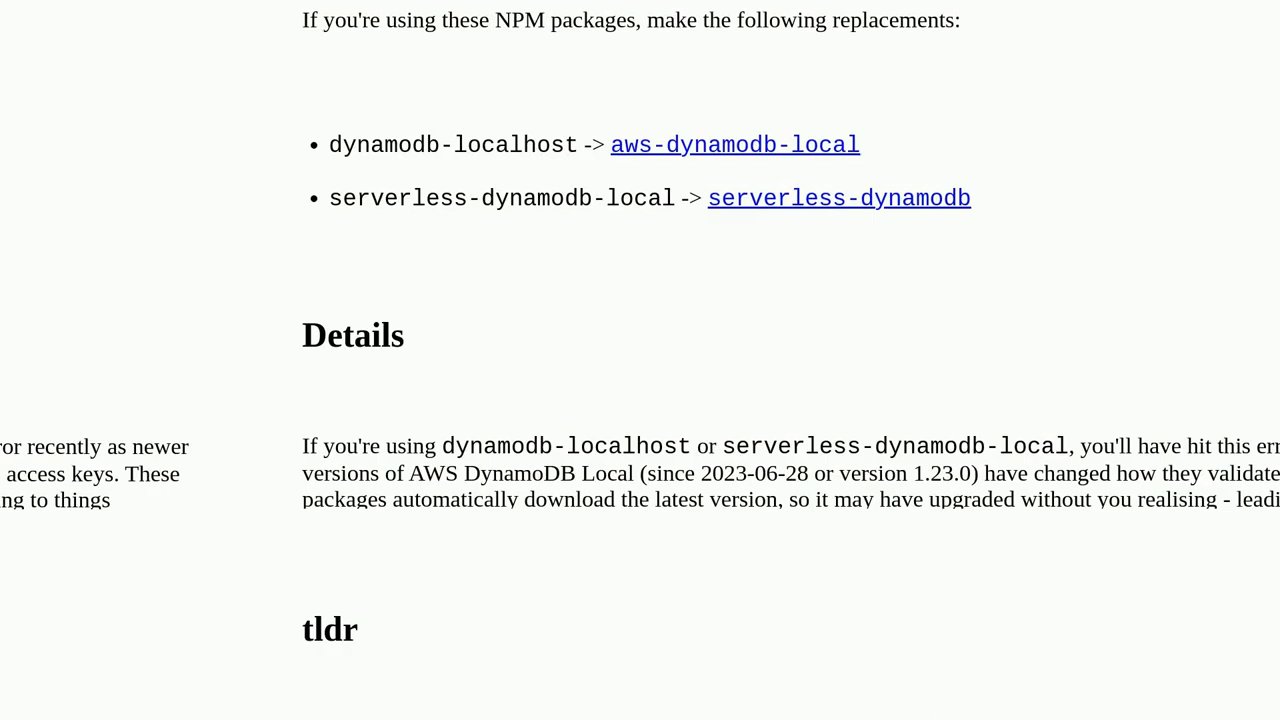 If you're using these NPM packages, make the following replacements:
• dynamodb-localhost -> aws-dynamodb-local
• serverless-dynamodb-local -> serverless-dynamodb
Details
If you're using dynamodb-localhost or serverless-dynamodb-local, you'll have hit this err
ror recently as newer
versions of AWS DynamoDB Local (since 2023-06-28 or version 1.23.0) have changed how they validate
access keys. These
packages automatically download the latest version, so it may have upgraded without you realising - leadi
ing to things
tldr